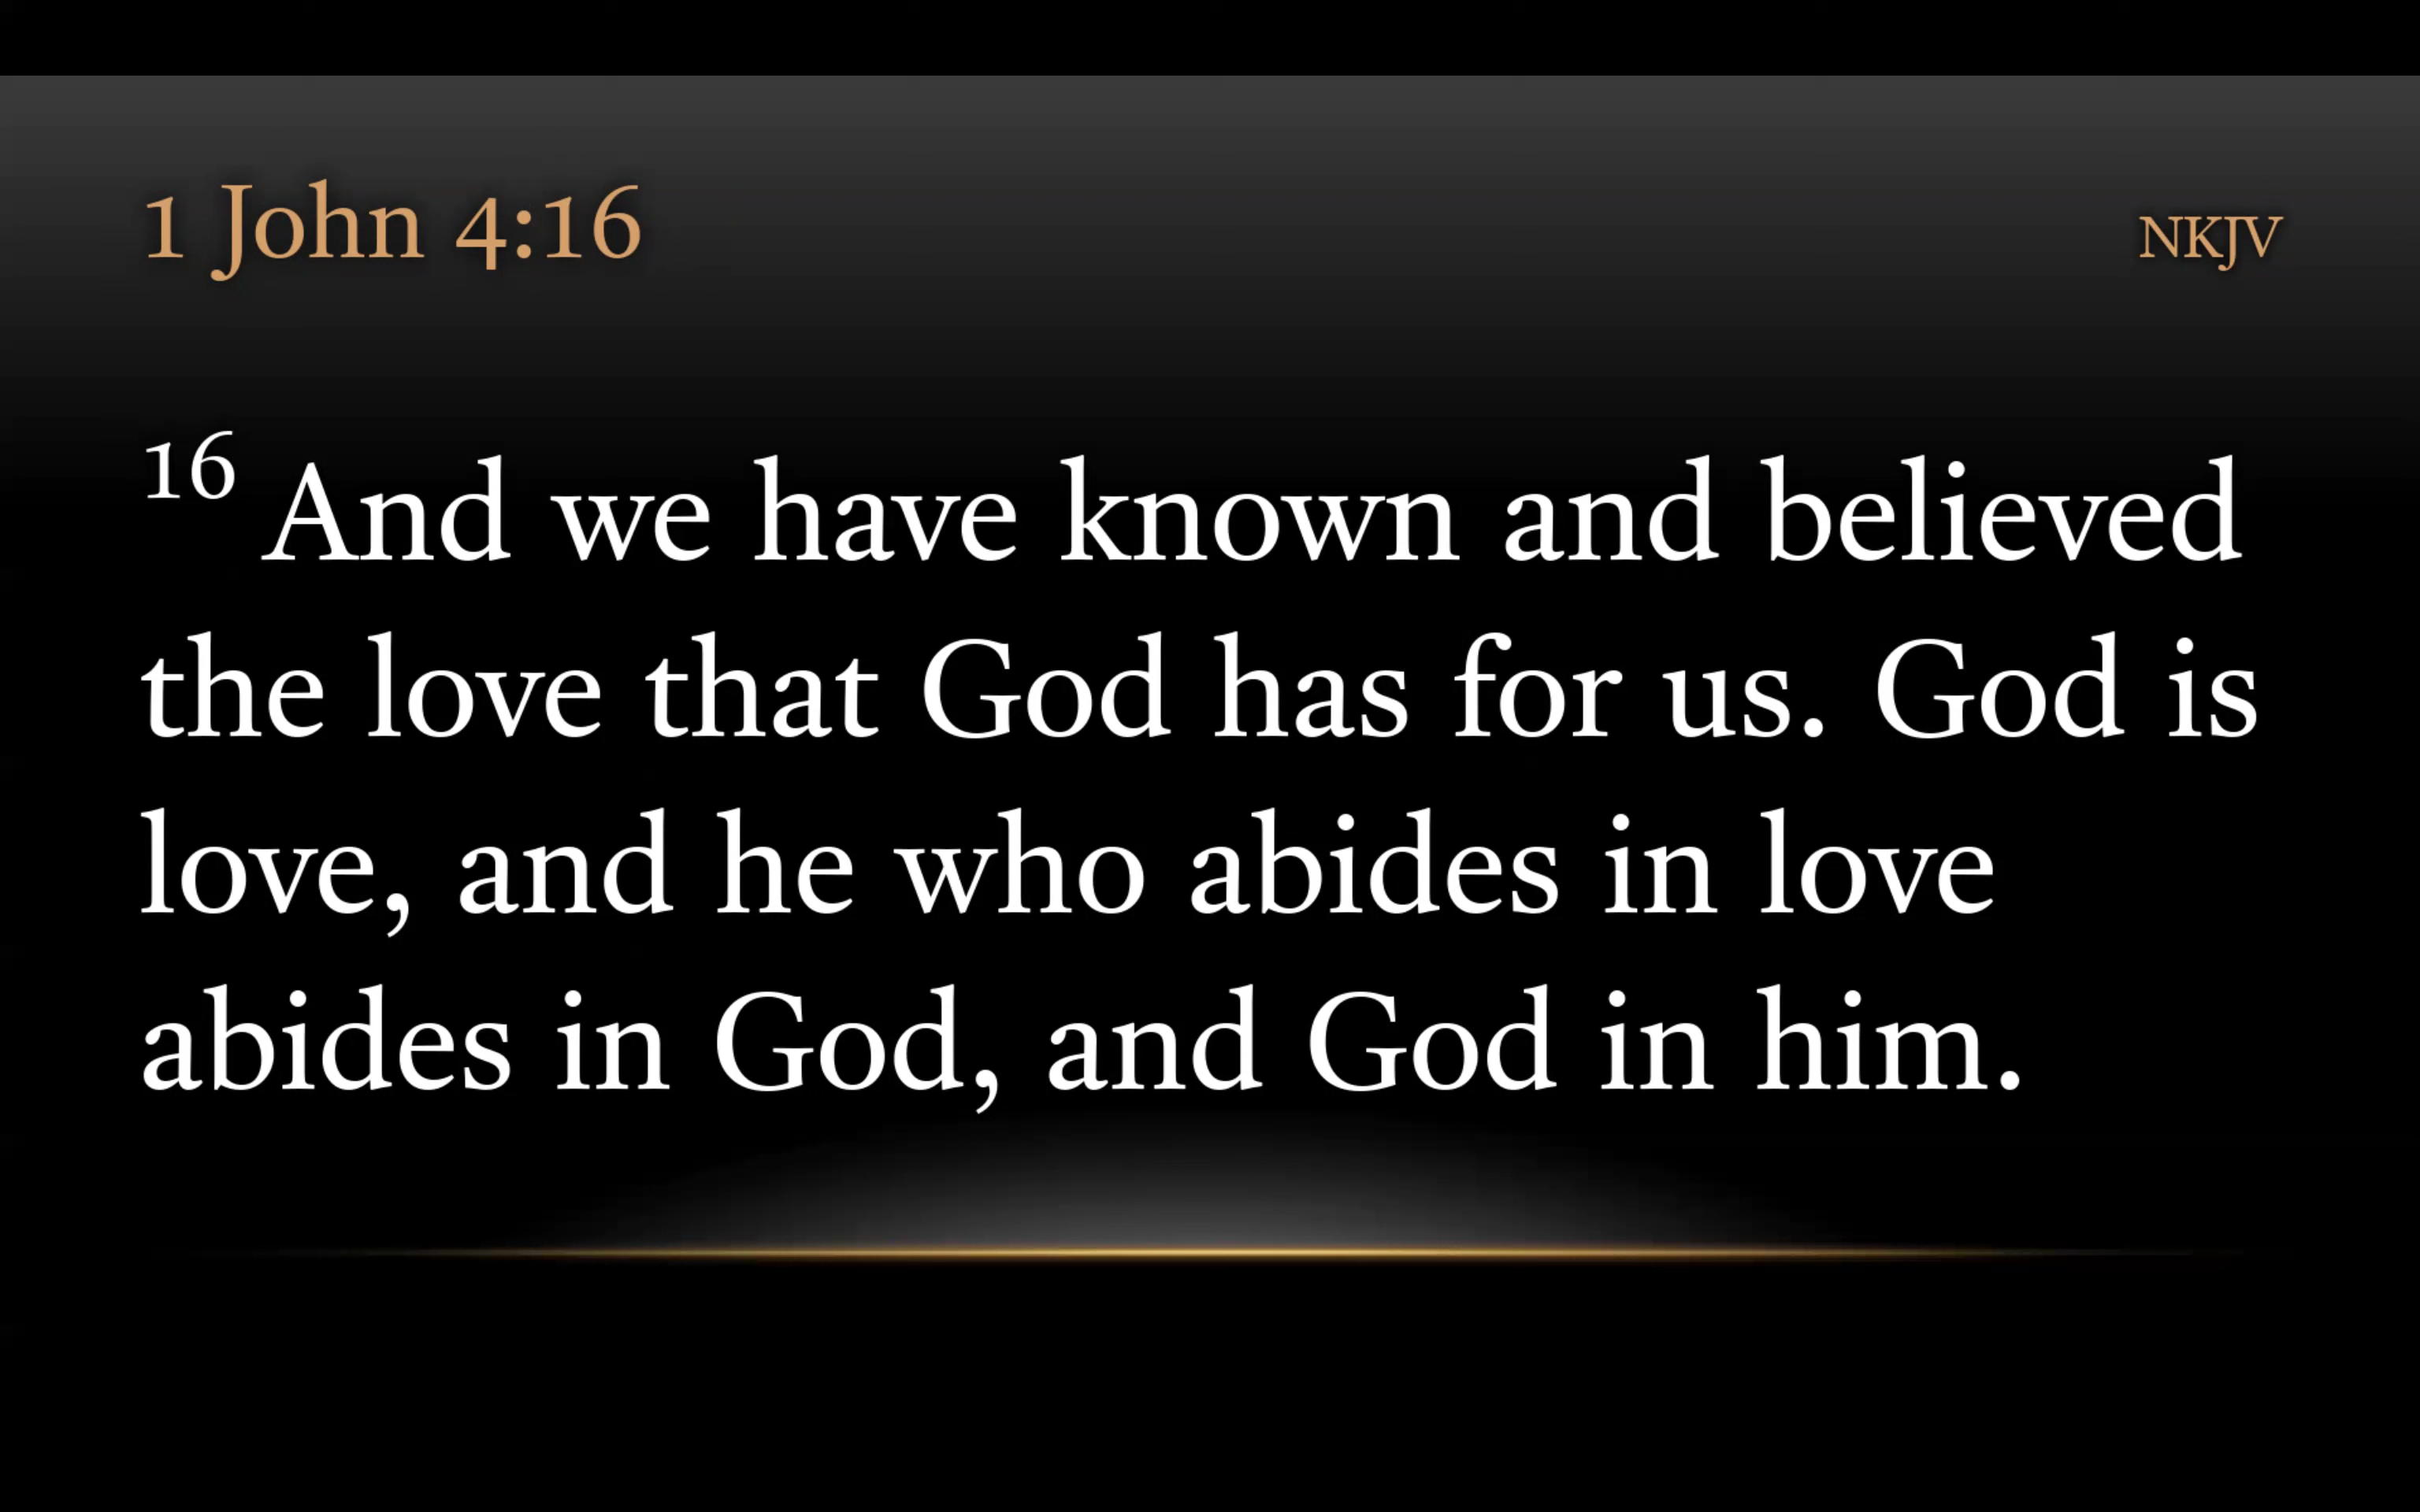 1 John 4:16
NKJV
16 And we have known and believed
the love that God has for us. God is
love, and he who abides in love
abides in God, and God in him.